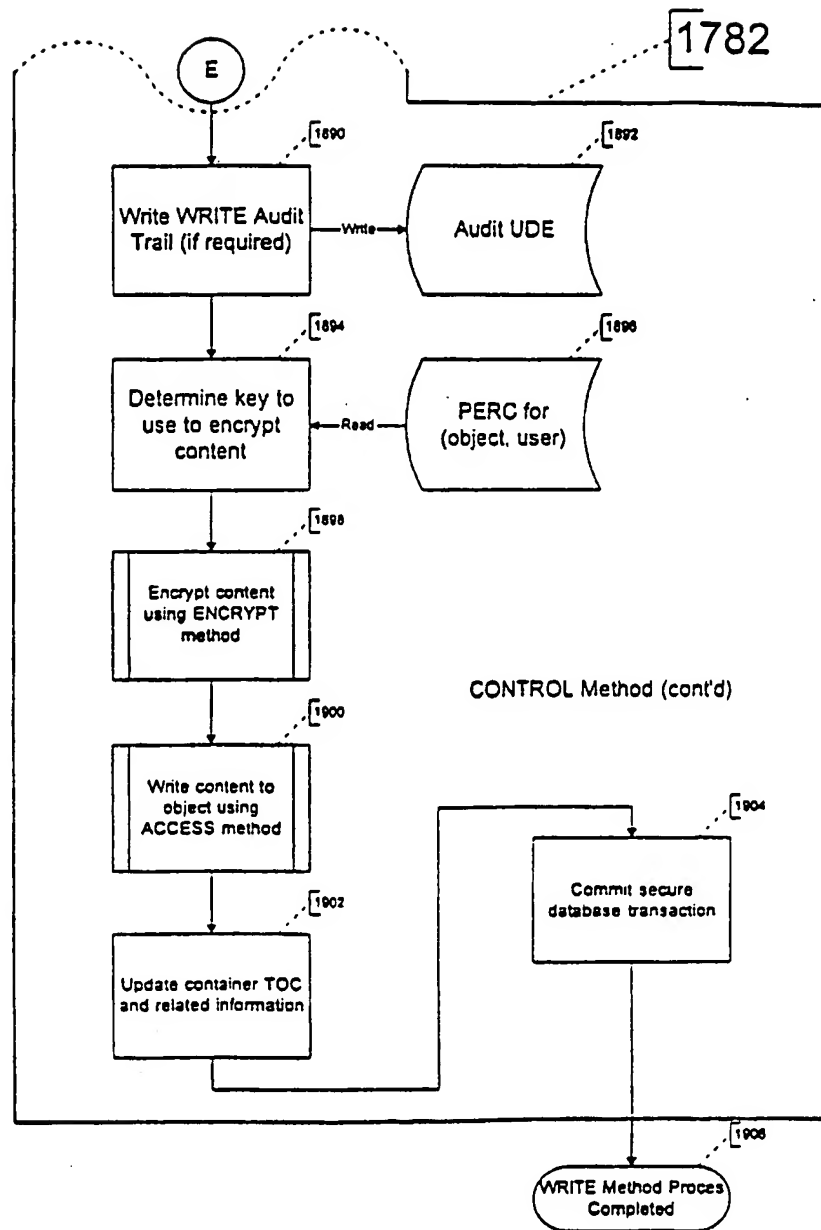 1782
E
1890
Write WRITE Audit
Trail (if required)
Write
1892
Audit UDE
1894
Determine key to
use to encrypt
content
Read
1896
PERC for
(object, user)
1898
Encrypt content
using ENCRYPT
method
CONTROL Method (cont'd)
1900
Write content to
object using
ACCESS method
1904
Commit secure
database transaction
1902
Update container TOC
and related information
1906
WRITE Method Proces
Completed